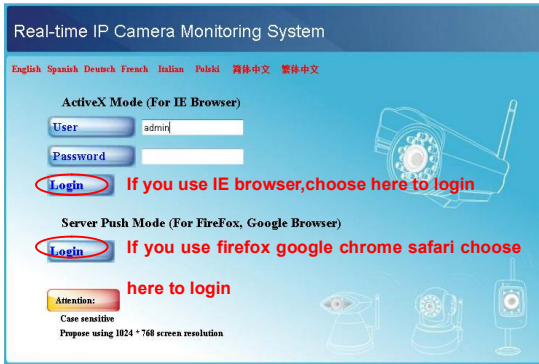 Real-time IP Camera Monitoring System
English Spanish Deutsch French Italian Polski 简体中文 繁体中文
ActiveX Mode (For IE Browser)
User admin
Password
Login If you use IE browser,choose here to login
Server Push Mode (For FireFox, Google Browser)
Login If you use firefox google chrome safari choose
here to login
Attention:
Case sensitive
Propose using 1024 * 768 screen resolution